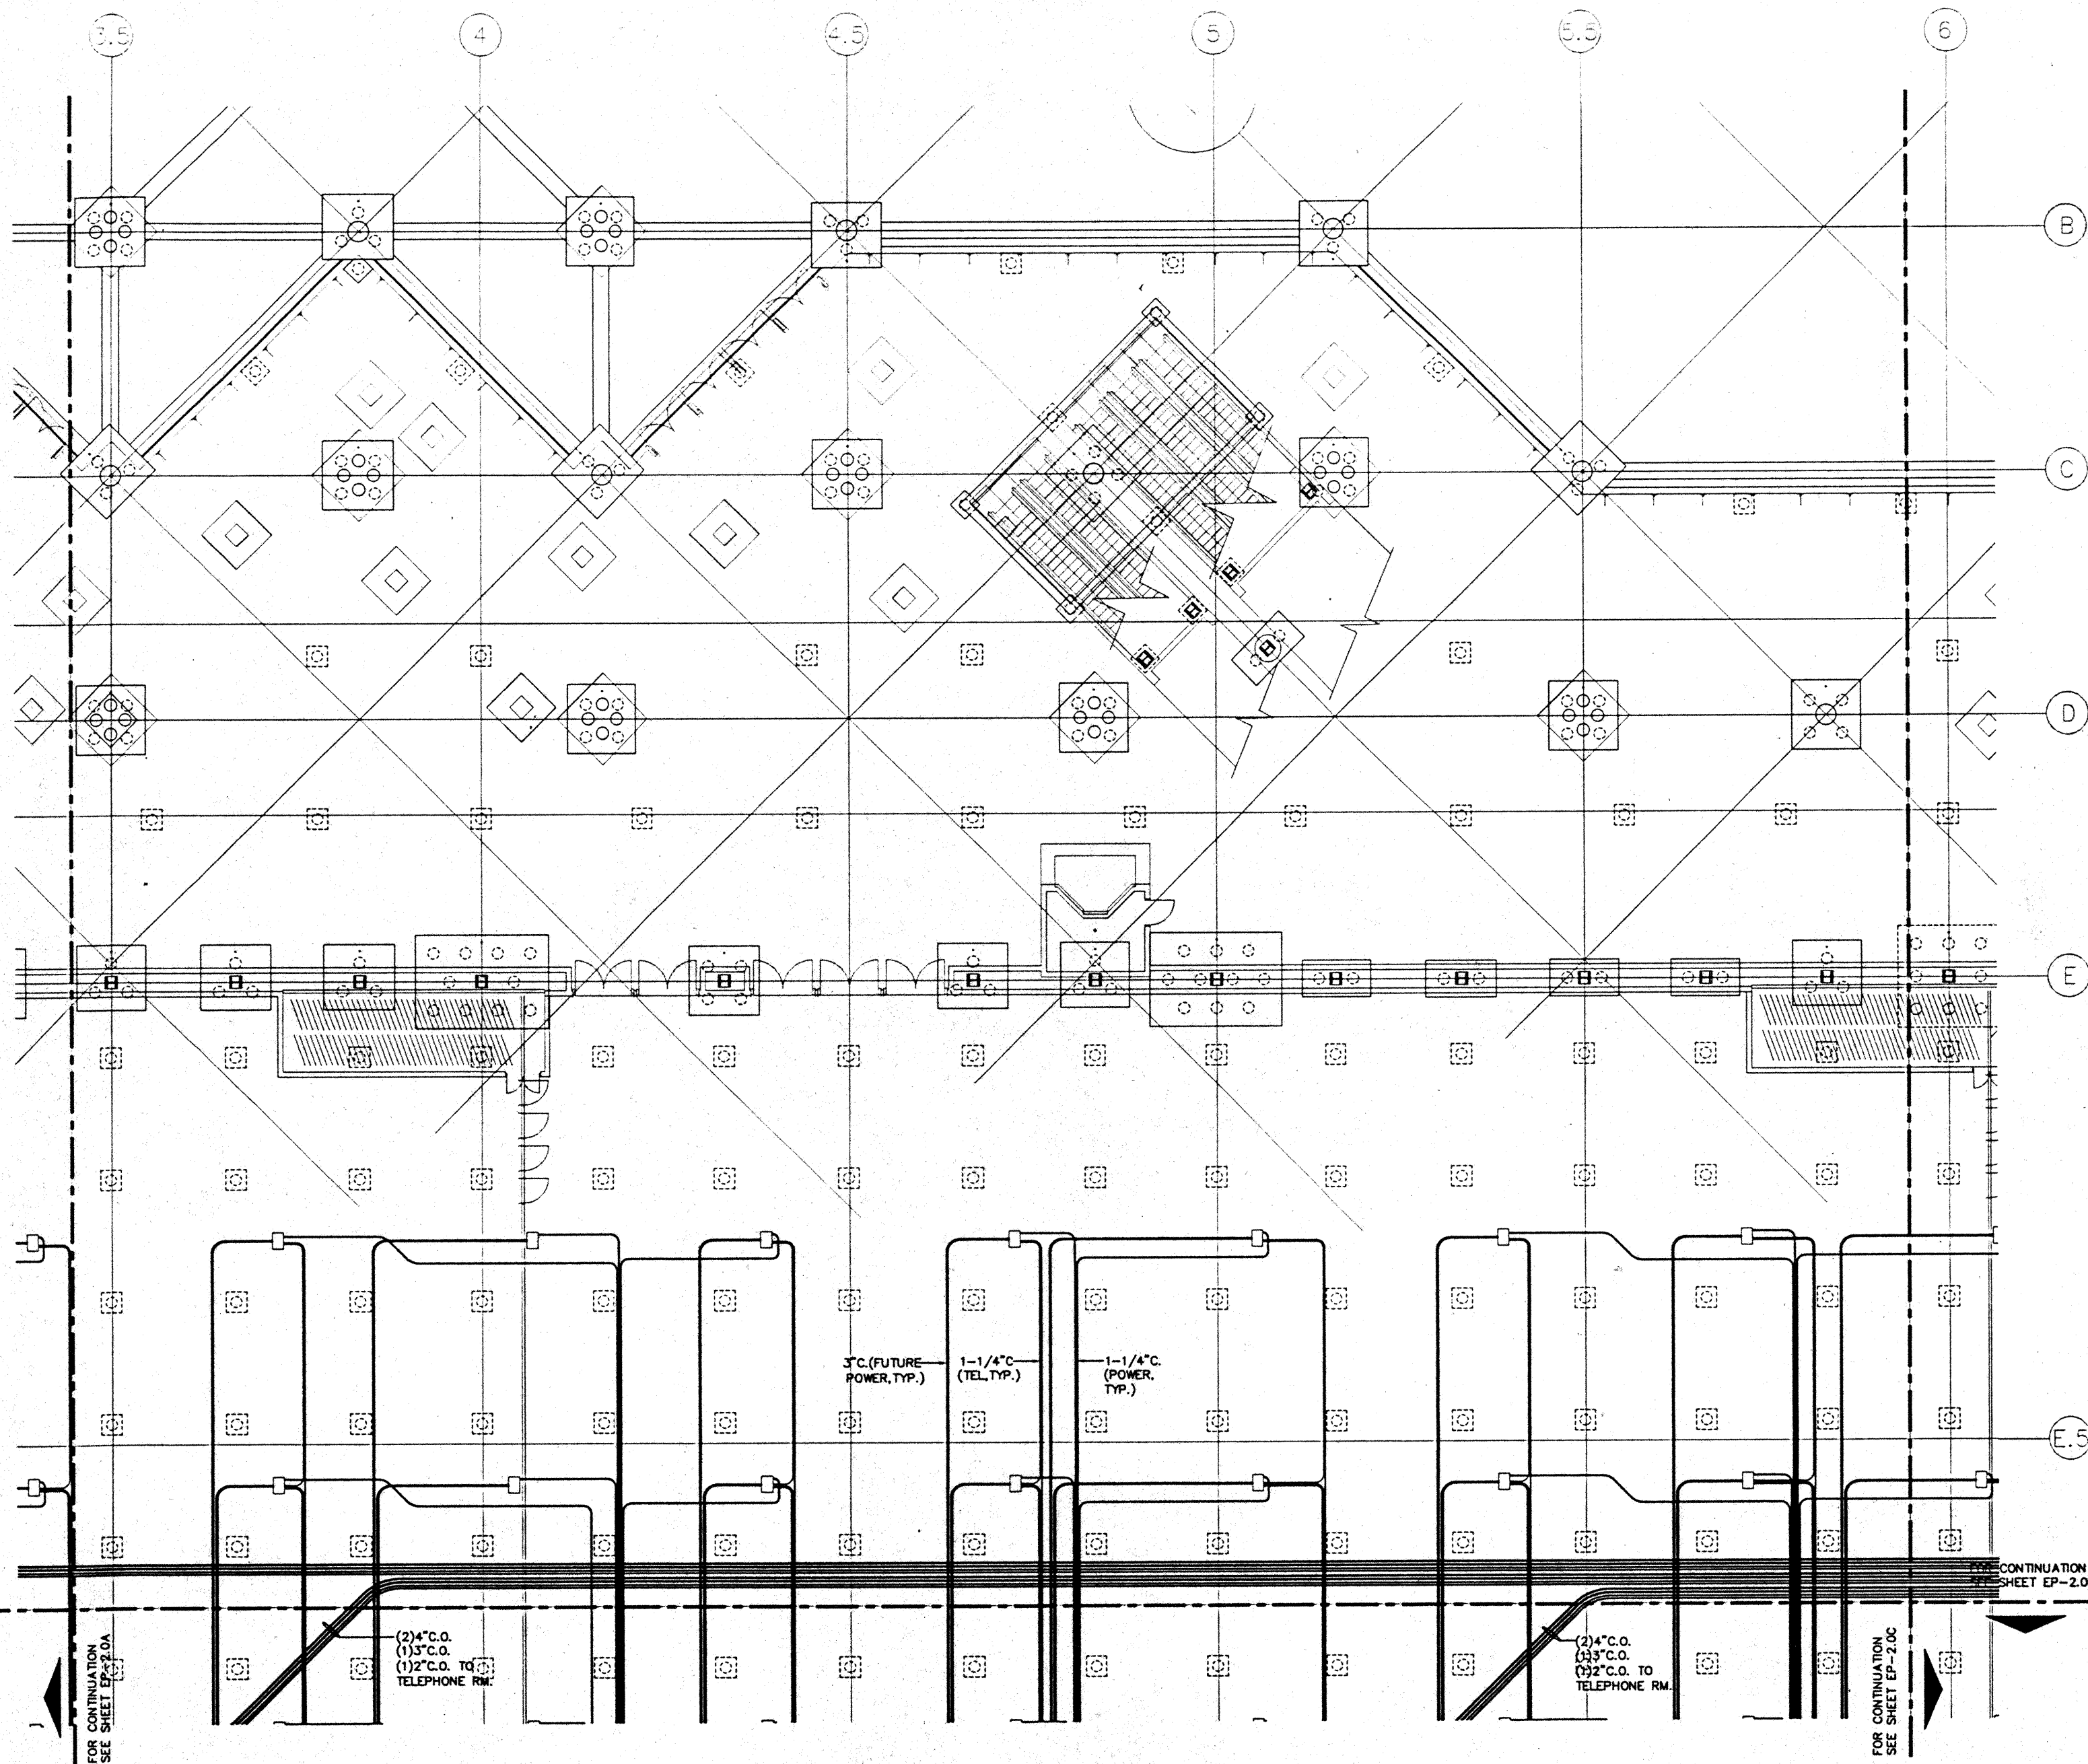 3.5
4
4.5
5
5.5
6
B
C
D
E
3"C.(FUTURE
POWER,TYP.)
1-1/4"C
(TEL,TYP.)
1-1/4"C.
(POWER,
TYP.)
E.5
FOR CONTINUATION
SEE SHEET EP-2.0
(2)4"C.O.
(1)3"C.O.
(1)2"C.O. TO
TELEPHONE RM.
(2)4"C.O.
(1)3"C.O.
(1)2"C.O. TO
TELEPHONE RM.
FOR CONTINUATION
SEE SHEET EP-2.0A
FOR CONTINUATION
SEE SHEET EP-2.0C